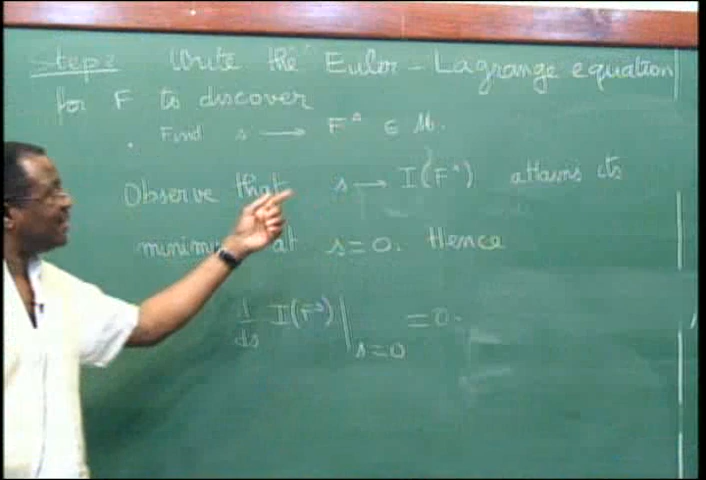 Step 2 Write the Euler-Lagrange equation
for F to discover
Find s → F^s ∈ M.
Observe that s → I(F^s) attains its
minimum at s=0. Hence
d/ds I(F^s)|_{s=0} = 0.